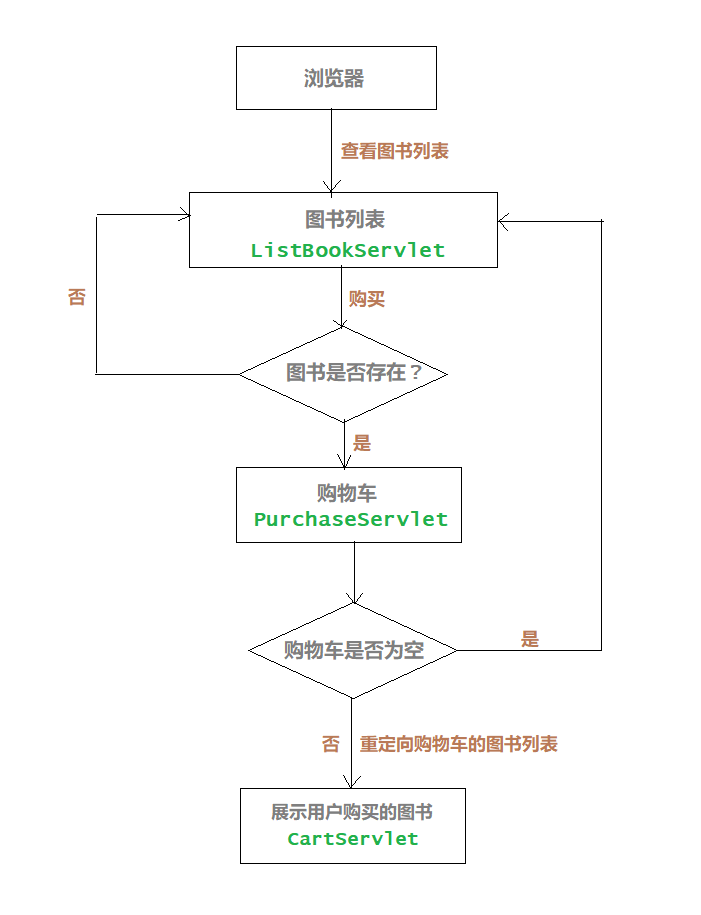 浏览器
查看图书列表
图书列表
ListBookServlet
否
购买
图书是否存在？
是
购物车
PurchaseServlet
购物车是否为空
是
否
重定向购物车的图书列表
展示用户购买的图书
CartServlet